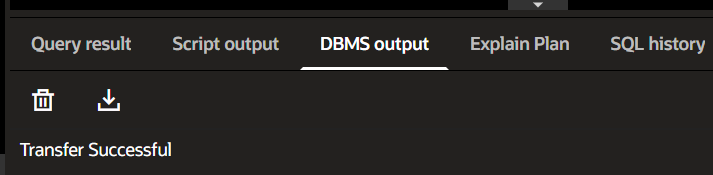 Query result Script output DBMS output Explain Plan SQL history
Transfer Successful